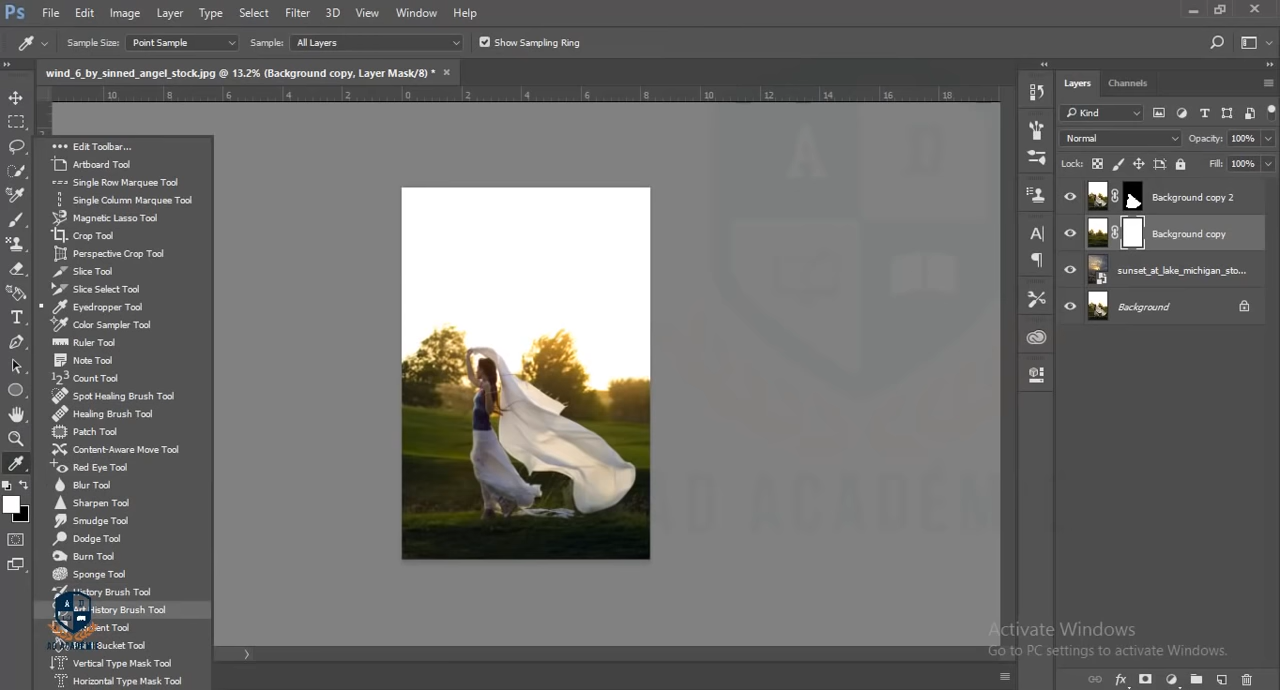 Ps File Edit Image Layer Type Select Filter 3D View Window Help
Sample Size: Point Sample Sample: All Layers Show Sampling Ring
wind_6_by_sinned_angel_stock.jpg @ 13.2% (Background copy, Layer Mask/8) * ×
10 8 6 4 2 0 2 4 6 8 10 12 14 16 18
Edit Toolbar...
Artboard Tool
Single Row Marquee Tool
Single Column Marquee Tool
Magnetic Lasso Tool
Crop Tool
Perspective Crop Tool
Slice Tool
Slice Select Tool
Eyedropper Tool
Color Sampler Tool
Ruler Tool
Note Tool
Count Tool
Spot Healing Brush Tool
Healing Brush Tool
Patch Tool
Content-Aware Move Tool
Red Eye Tool
Blur Tool
Sharpen Tool
Smudge Tool
Dodge Tool
Burn Tool
Sponge Tool
History Brush Tool
History Brush Tool
Tool
Bucket Tool
Vertical Type Mask Tool
Horizontal Type Mask Tool
A D
AD ACADÉM
Layers Channels
Kind
Normal Opacity: 100%
Lock: Fill: 100%
Background copy 2
Background copy
sunset_at_lake_michigan_sto...
Background
Activate Windows
Go to PC settings to activate Windows.